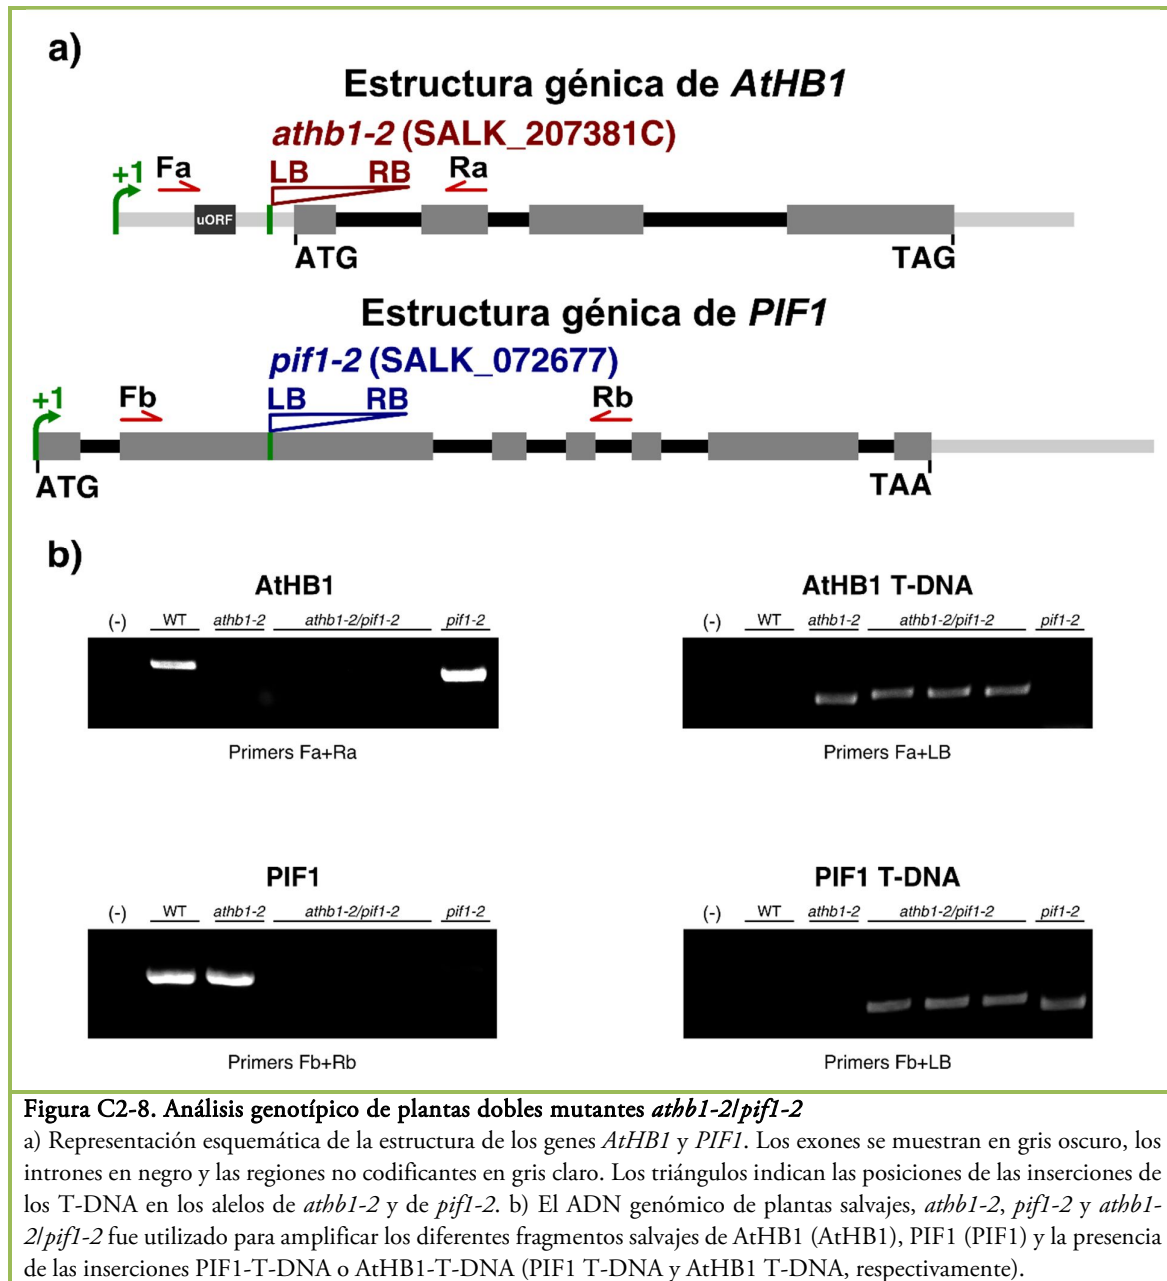 a)
Estructura génica de AtHB1
athb1-2 (SALK_207381C)
+1 Fa LB RB Ra
uORF
ATG TAG
Estructura génica de PIF1
pif1-2 (SALK_072677)
+1 Fb LB RB Rb
ATG TAA
b)
AtHB1
(-) WT athb1-2 athb1-2/pif1-2 pif1-2
Primers Fa+Ra
AtHB1 T-DNA
(-) WT athb1-2 athb1-2/pif1-2 pif1-2
Primers Fa+LB
PIF1
(-) WT athb1-2 athb1-2/pif1-2 pif1-2
Primers Fb+Rb
PIF1 T-DNA
(-) WT athb1-2 athb1-2/pif1-2 pif1-2
Primers Fb+LB
Figura C2-8. Análisis genotípico de plantas dobles mutantes athb1-2/pif1-2
a) Representación esquemática de la estructura de los genes AtHB1 y PIF1. Los exones se muestran en gris oscuro, los
intrones en negro y las regiones no codificantes en gris claro. Los triángulos indican las posiciones de las inserciones de
los T-DNA en los alelos de athb1-2 y de pif1-2. b) El ADN genómico de plantas salvajes, athb1-2, pif1-2 y athb1-
2/pif1-2 fue utilizado para amplificar los diferentes fragmentos salvajes de AtHB1 (AtHB1), PIF1 (PIF1) y la presencia
de las inserciones PIF1-T-DNA o AtHB1-T-DNA (PIF1 T-DNA y AtHB1 T-DNA, respectivamente).